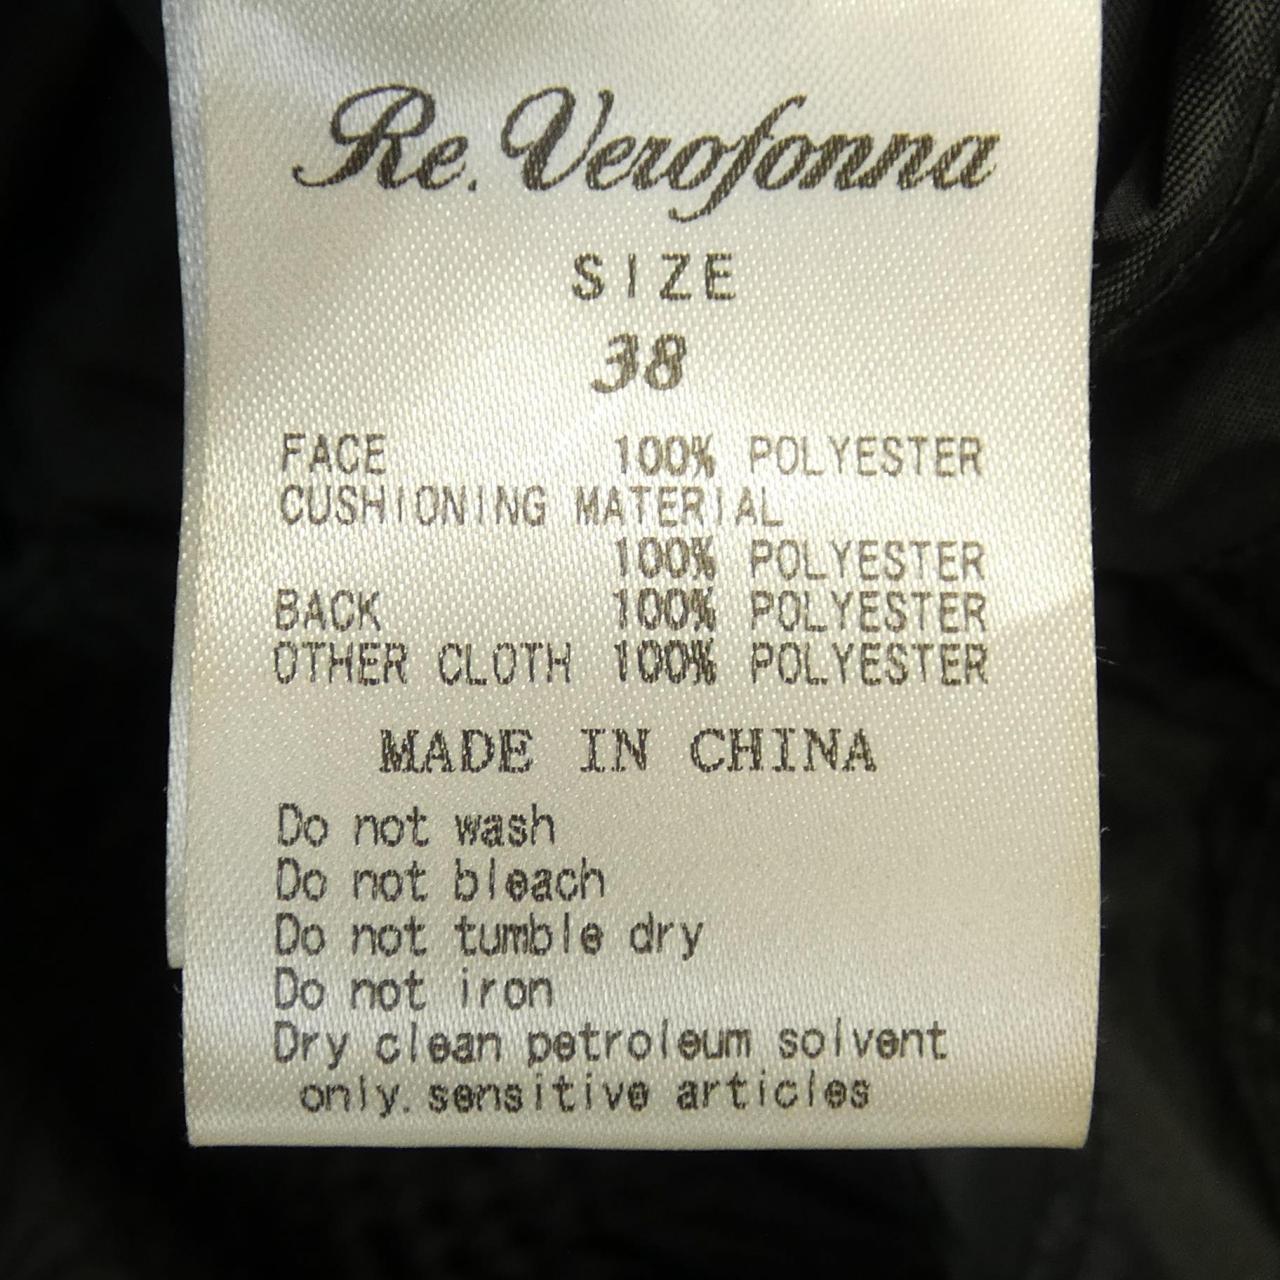 Re. Verofonna
SIZE
38
FACE 100% POLYESTER
CUSHIONING MATERIAL
100% POLYESTER
BACK 100% POLYESTER
OTHER CLOTH 100% POLYESTER
MADE IN CHINA
Do not wash
Do not bleach
Do not tumble dry
Do not iron
Dry clean petroleum solvent
only. sensitive articles